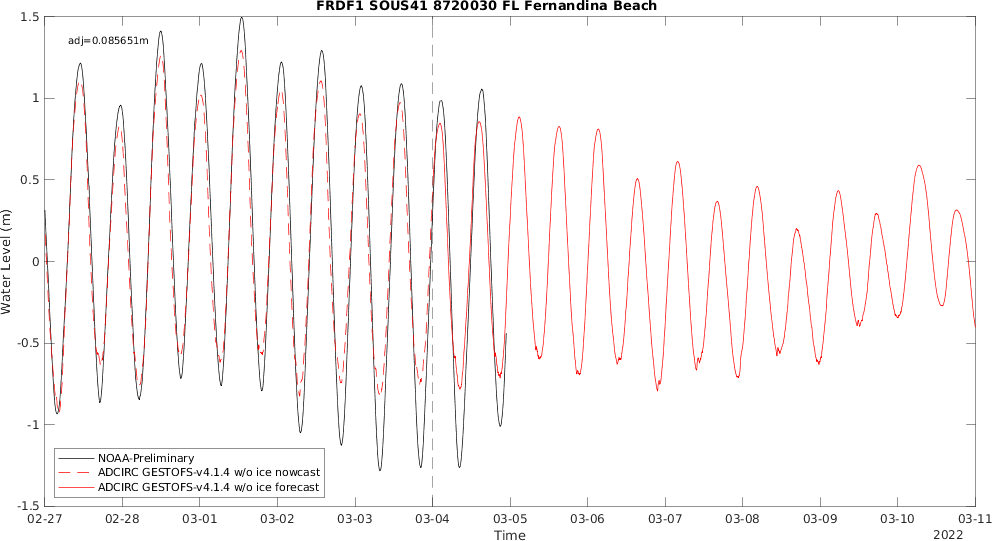 FRDF1 SOUS41 8720030 FL Fernandina Beach
adj=0.085651m
1.5
1
0.5
0
-0.5
-1
-1.5
Water Level (m)
NOAA-Preliminary
ADCIRC GESTOFS-v4.1.4 w/o ice nowcast
ADCIRC GESTOFS-v4.1.4 w/o ice forecast
02-27 02-28 03-01 03-02 03-03 03-04 03-05 03-06 03-07 03-08 03-09 03-10 03-11
Time
2022